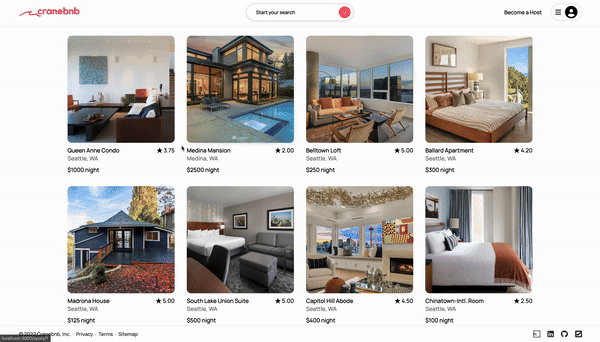 cranebnb
Start your search
Become a Host
Queen Anne Condo ★ 3.75
Seattle, WA
$1000 night
Medina Mansion ★ 2.00
Medina, WA
$2500 night
Belltown Loft ★ 5.00
Seattle, WA
$250 night
Ballard Apartment ★ 4.20
Seattle, WA
$300 night
Madrona House ★ 5.00
Seattle, WA
$125 night
South Lake Union Suite ★ 5.00
Seattle, WA
$500 night
Capitol Hill Abode ★ 4.50
Seattle, WA
$400 night
Chinatown-Intl. Room ★ 2.50
Seattle, WA
$100 night
localhost:3000/spots/1
© 2022 Cranebnb, Inc. · Privacy · Terms · Sitemap